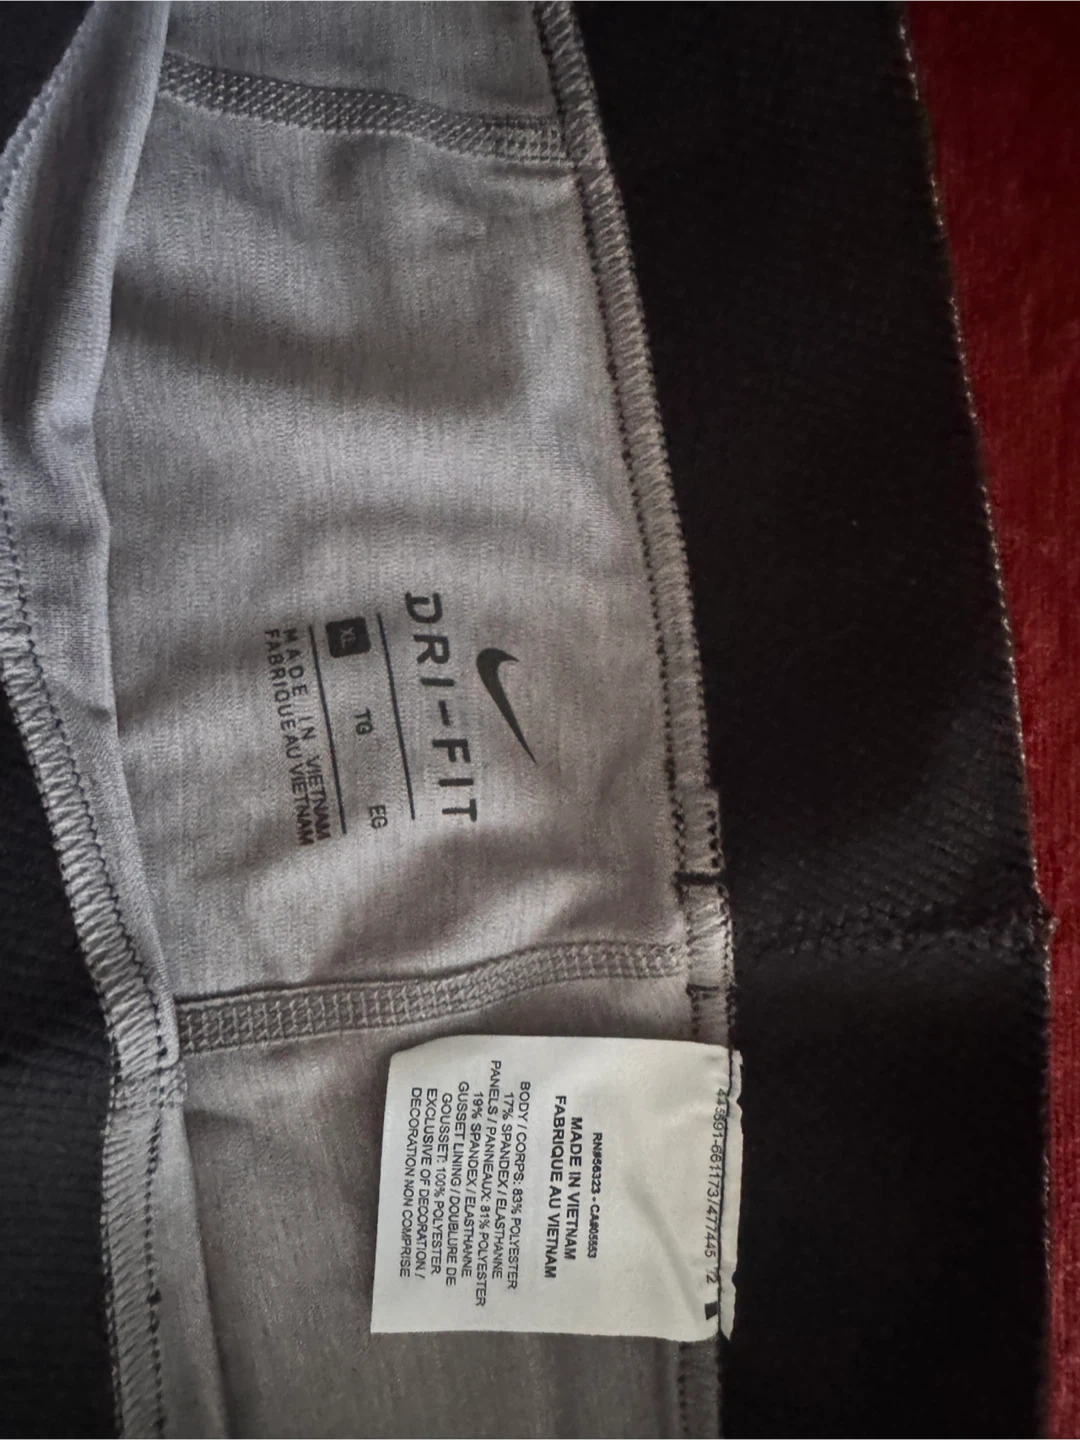 DRI-FIT
XL TG EG
MADE IN VIETNAM
FABRIQUE AU VIETNAM
RN#56323 - CA#05553
MADE IN VIETNAM
FABRIQUE AU VIETNAM
BODY / CORPS: 83% POLYESTER
17% SPANDEX / ELASTHANNE
PANELS / PANNEAUX: 81% POLYESTER
19% SPANDEX / ELASTHANNE
GUSSET LINING / DOUBLURE DE
GOUSSET: 100% POLYESTER
EXCLUSIVE OF DECORATION /
DECORATION NON COMPRISE